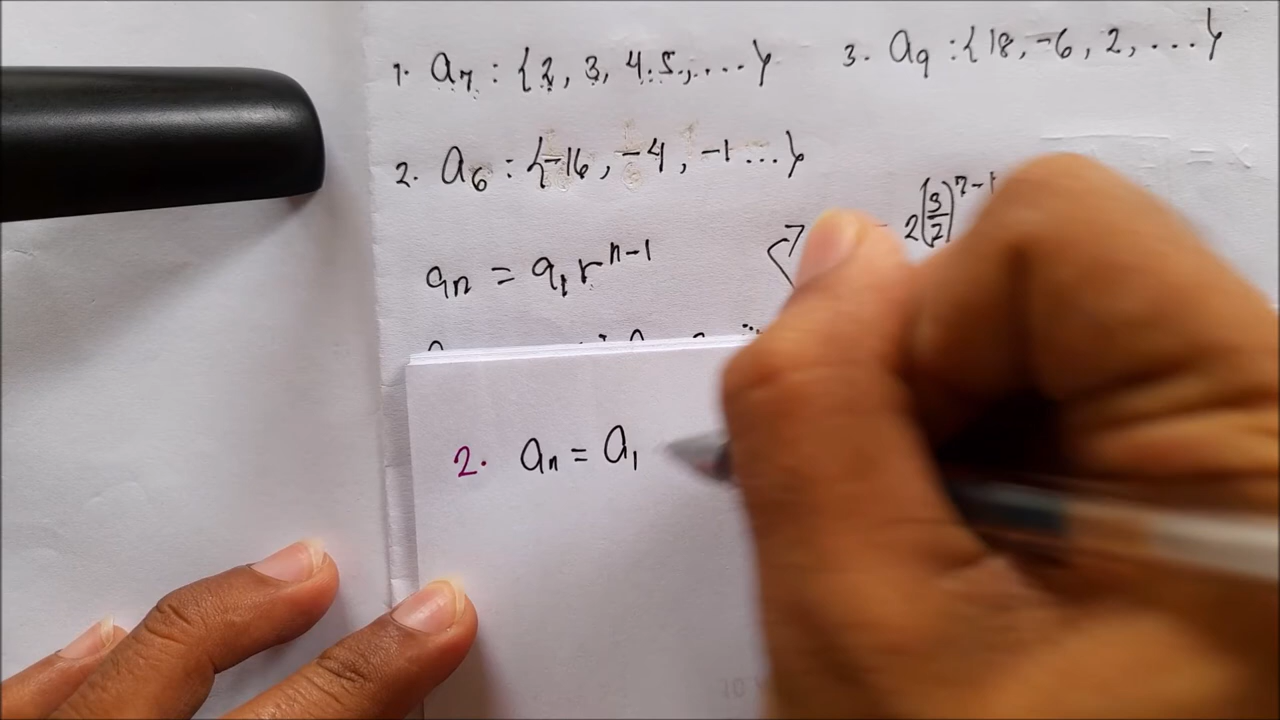 1. a₇ : {2, 3, 4.5, ....}
3. a₉ : {18, -6, 2, ...}
2. a₆ : {-16, -4, -1 ...}
2(3/2)⁷⁻¹
aₙ = a₁rⁿ⁻¹
2. aₙ = a₁